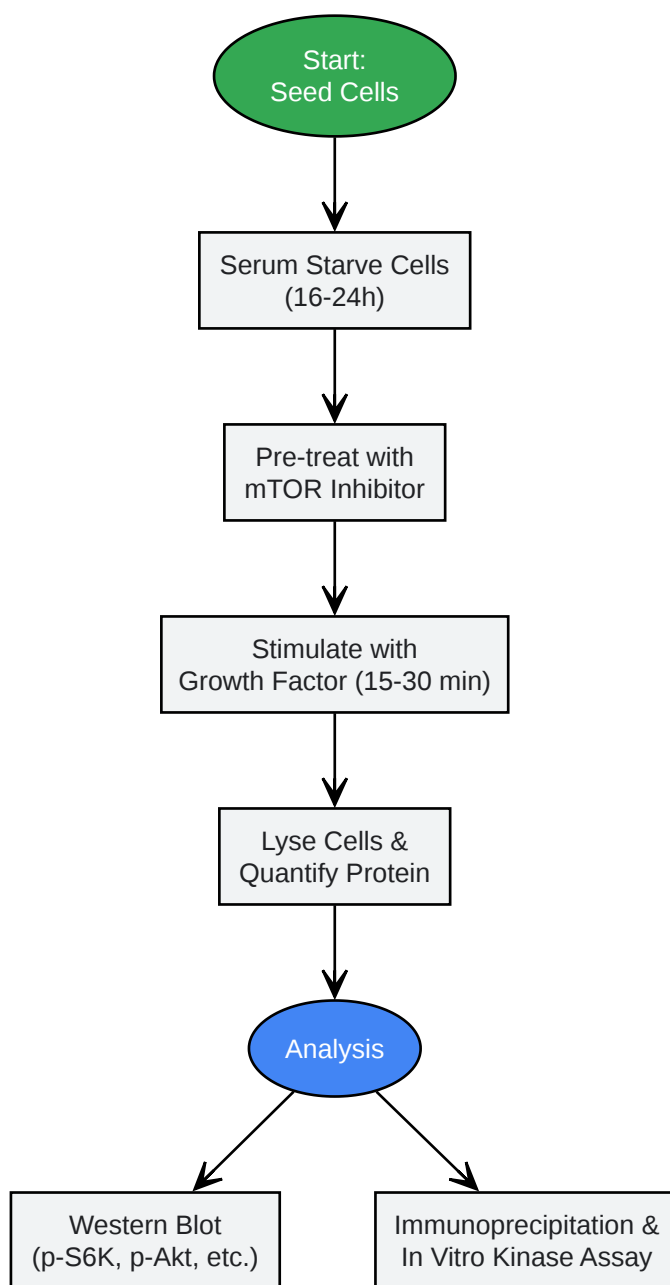 Start:
Seed Cells
Serum Starve Cells
(16-24h)
Pre-treat with
mTOR Inhibitor
Stimulate with
Growth Factor (15-30 min)
Lyse Cells &
Quantify Protein
Analysis
Western Blot
(p-S6K, p-Akt, etc.)
Immunoprecipitation &
In Vitro Kinase Assay